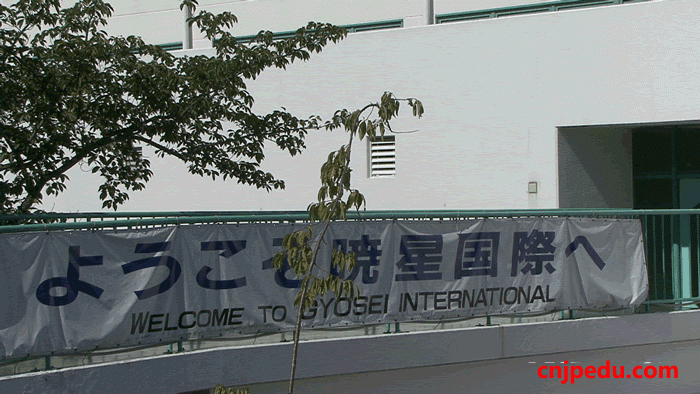 ようこそ暁星国際へ
WELCOME TO GYOSEI INTERNATIONAL
cnjpedu.com